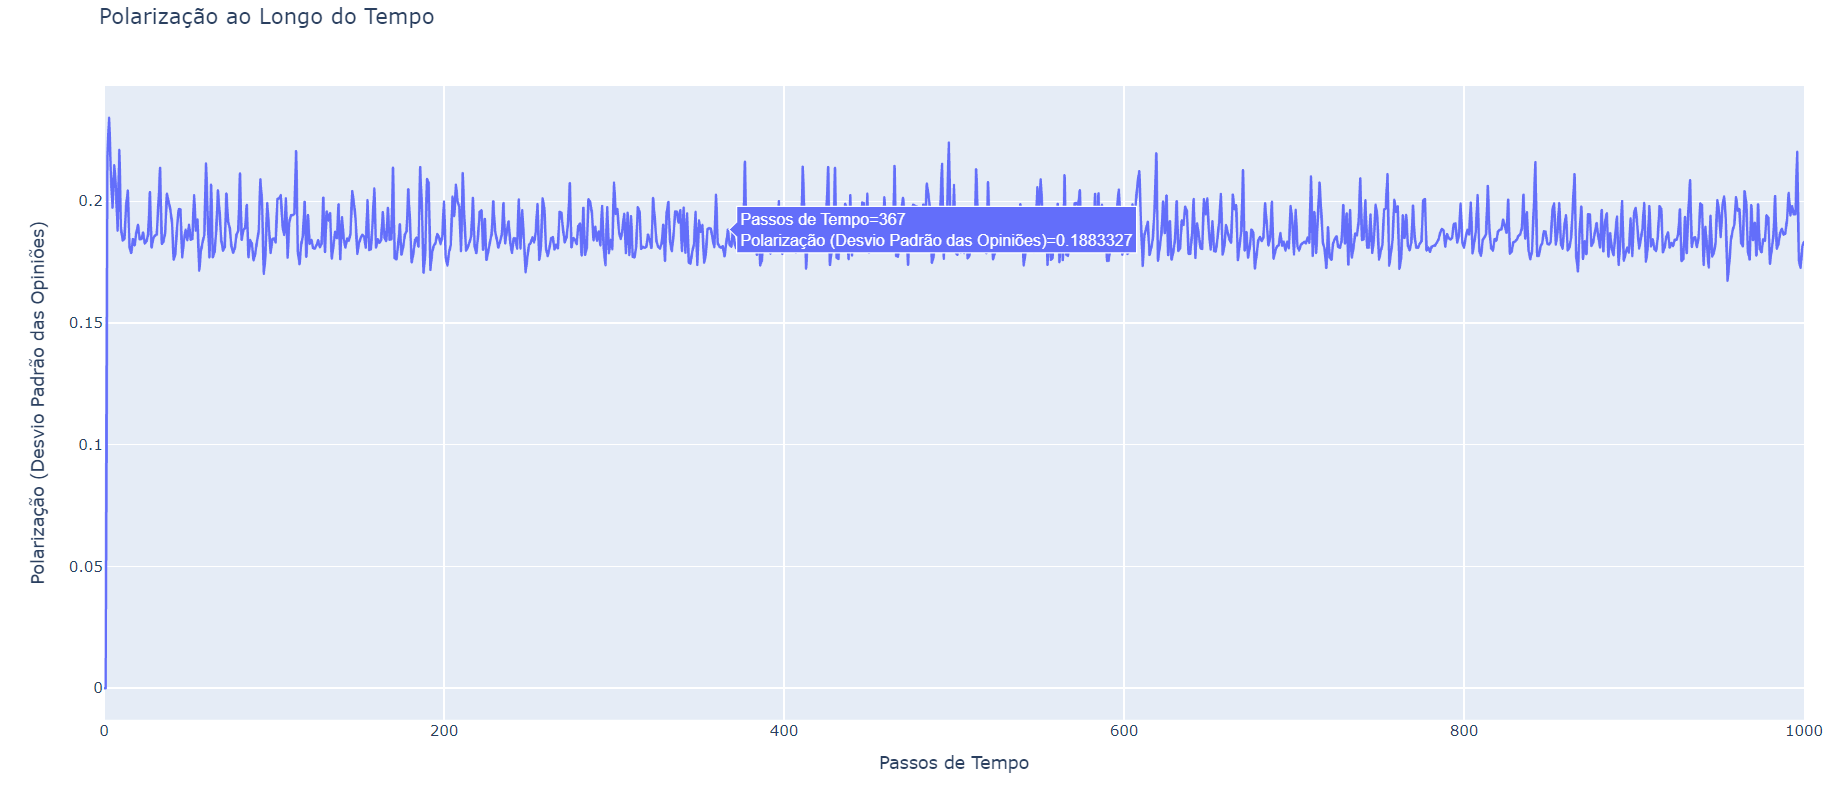 Polarização ao Longo do Tempo
Polarização (Desvio Padrão das Opiniões)
0.2
0.15
0.1
0.05
0
Passos de Tempo=367
Polarização (Desvio Padrão das Opiniões)=0.1883327
0 200 400 600 800 1000
Passos de Tempo